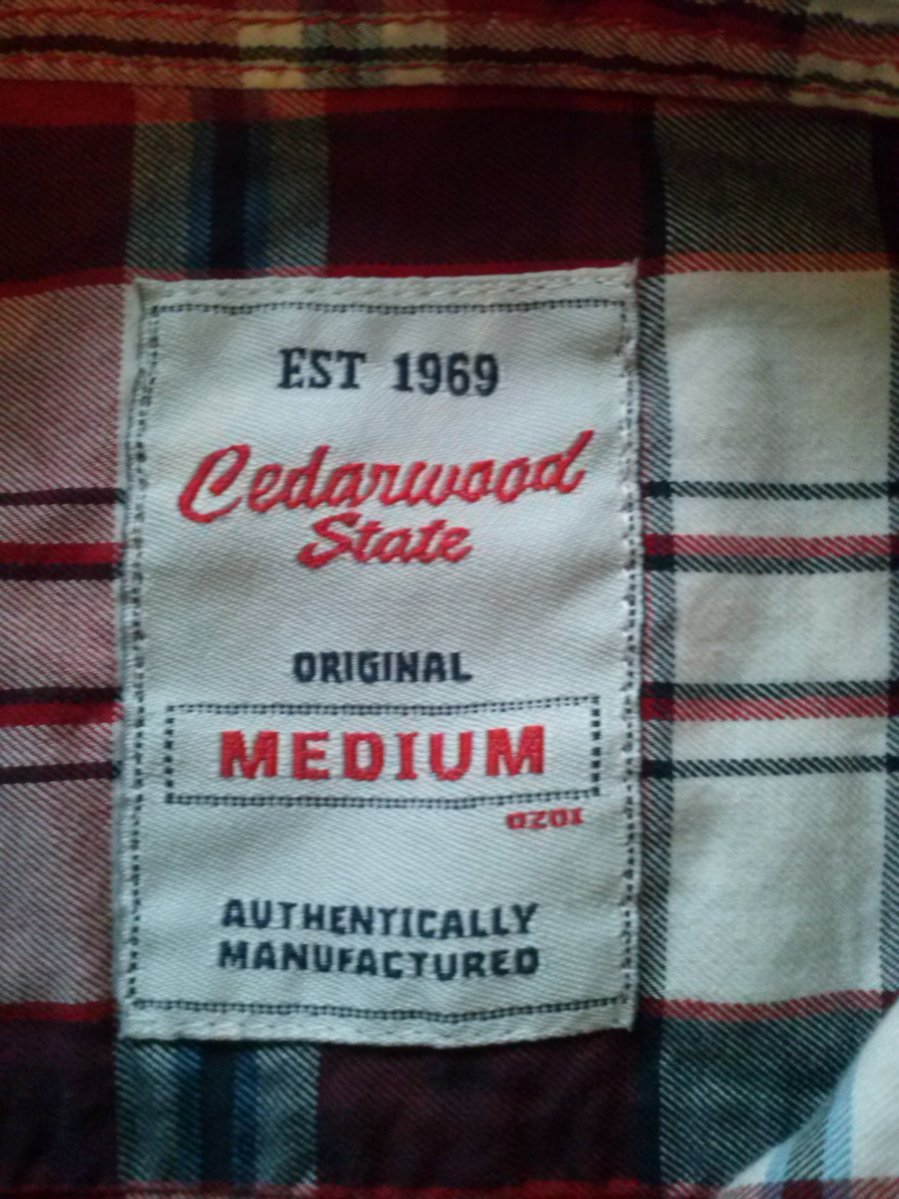 EST 1969
Cedarwood
State
ORIGINAL
MEDIUM
AUTHENTICALLY
MANUFACTURED